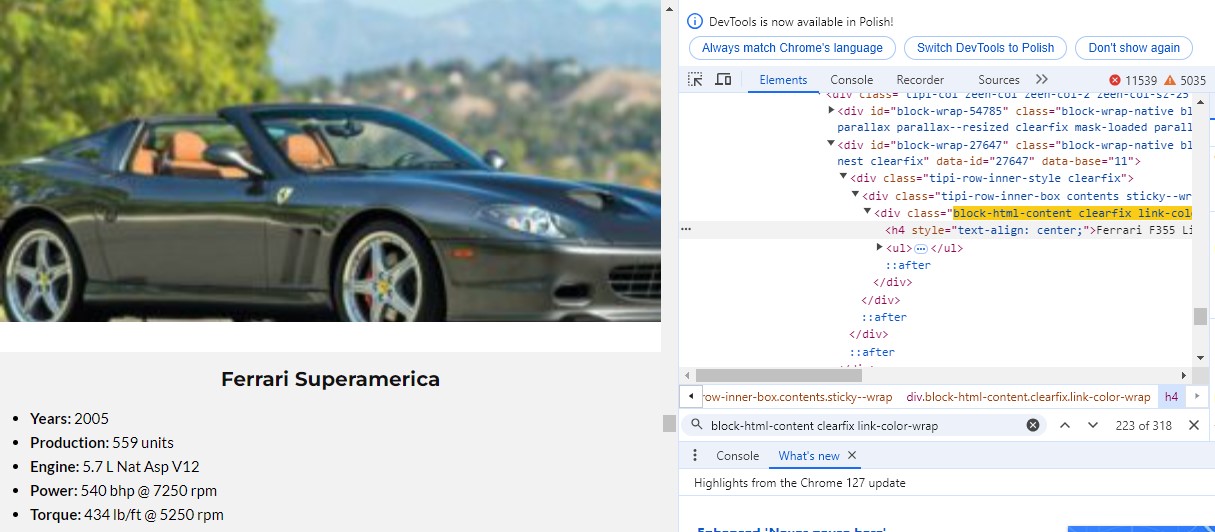 Ferrari Superamerica
Years: 2005
Production: 559 units
Engine: 5.7 L Nat Asp V12
Power: 540 bhp @ 7250 rpm
Torque: 434 lb/ft @ 5250 rpm
DevTools is now available in Polish!
Always match Chrome's language Switch DevTools to Polish Don't show again
Elements Console Recorder Sources 11539 5035
<div class="tipi-col zeen-col zeen-col-2 zeen-col-sz-25
<div id="block-wrap-54785" class="block-wrap-native bl
parallax parallax--resized clearfix mask-loaded parall
<div id="block-wrap-27647" class="block-wrap-native bl
nest clearfix" data-id="27647" data-base="11">
<div class="tipi-row-inner-style clearfix">
<div class="tipi-row-inner-box contents sticky--wr
<div class="block-html-content clearfix link-col
<h4 style="text-align: center;">Ferrari F355 Li
<ul> </ul>
::after
</div>
</div>
::after
</div>
::after
row-inner-box.contents.sticky--wrap div.block-html-content.clearfix.link-color-wrap h4
block-html-content clearfix link-color-wrap 223 of 318
Console What's new
Highlights from the Chrome 127 update